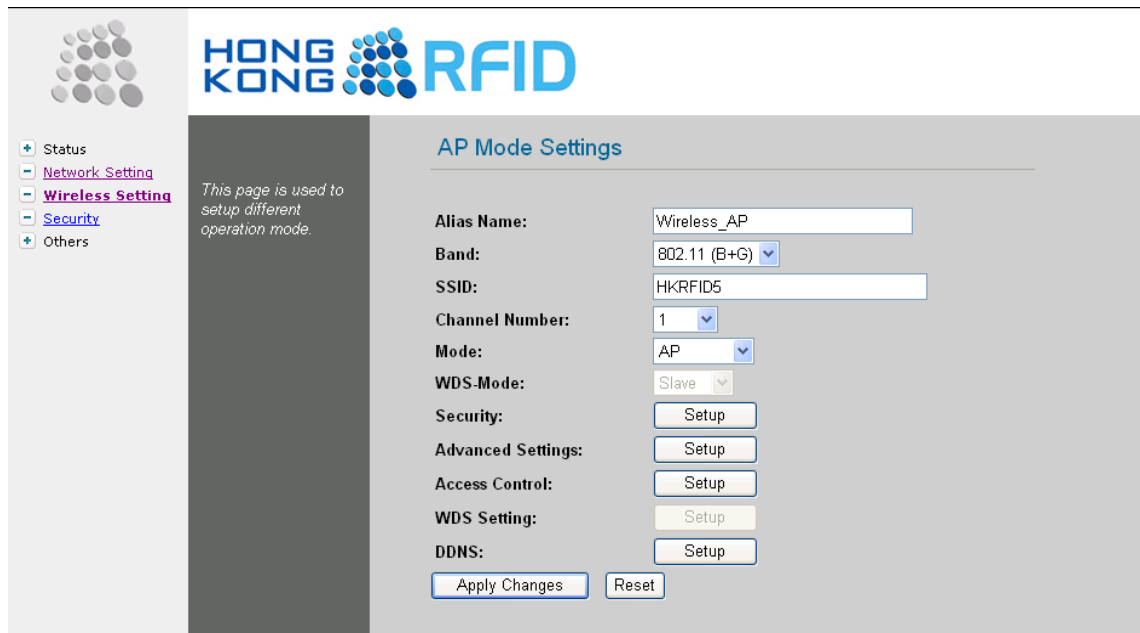 HONG KONG RFID
Status
Network Setting
Wireless Setting
Security
Others
This page is used to
setup different
operation mode.
AP Mode Settings
Alias Name: Wireless_AP
Band: 802.11 (B+G)
SSID: HKRFID5
Channel Number: 1
Mode: AP
WDS-Mode: Slave
Security: Setup
Advanced Settings: Setup
Access Control: Setup
WDS Setting: Setup
DDNS: Setup
Apply Changes Reset